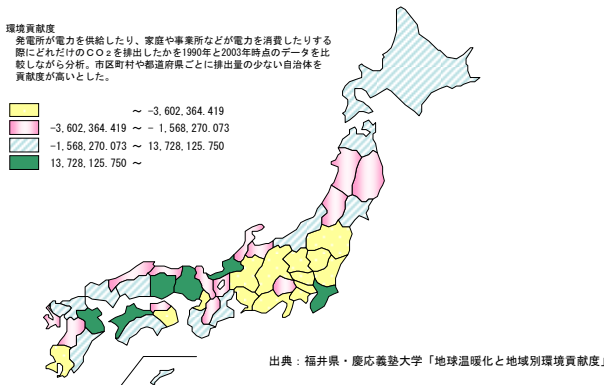 環境貢献度
発電所が電力を供給したり、家庭や事業所などが電力を消費したりする
際にどれだけのCO2を排出したかを1990年と2003年時点のデータを比
較しながら分析。市区町村や都道府県ごとに排出量の少ない自治体を
貢献度が高いとした。
～ -3,602,364.419
-3,602,364.419 ～ - 1,568,270.073
-1,568,270.073 ～ 13,728,125.750
13,728,125.750 ～
出典：福井県・慶応義塾大学「地球温暖化と地域別環境貢献度」